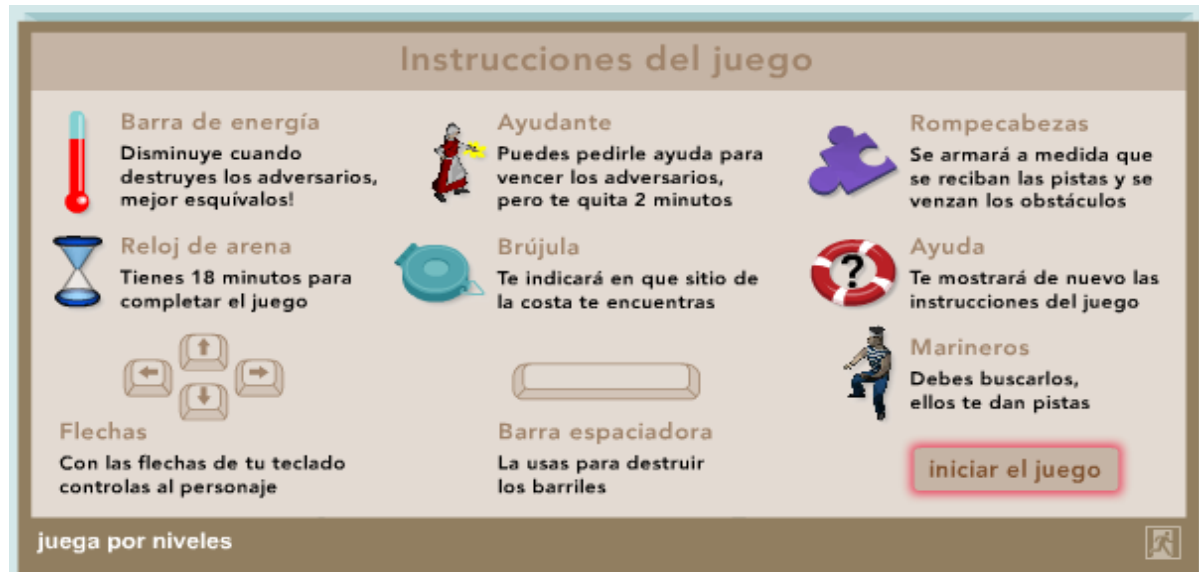 Instrucciones del juego
Barra de energía
Disminuye cuando
destruyes los adversarios,
mejor esquívalos!
Ayudante
Puedes pedirle ayuda para
vencer los adversarios,
pero te quita 2 minutos
Rompecabezas
Se armará a medida que
se reciban las pistas y se
venzan los obstáculos
Reloj de arena
Tienes 18 minutos para
completar el juego
Brújula
Te indicará en que sitio de
la costa te encuentras
?
Ayuda
Te mostrará de nuevo las
instrucciones del juego
Marineros
Debes buscarlos,
ellos te dan pistas
Flechas
Con las flechas de tu teclado
controlas al personaje
Barra espaciadora
La usas para destruir
los barriles
iniciar el juego
juega por niveles